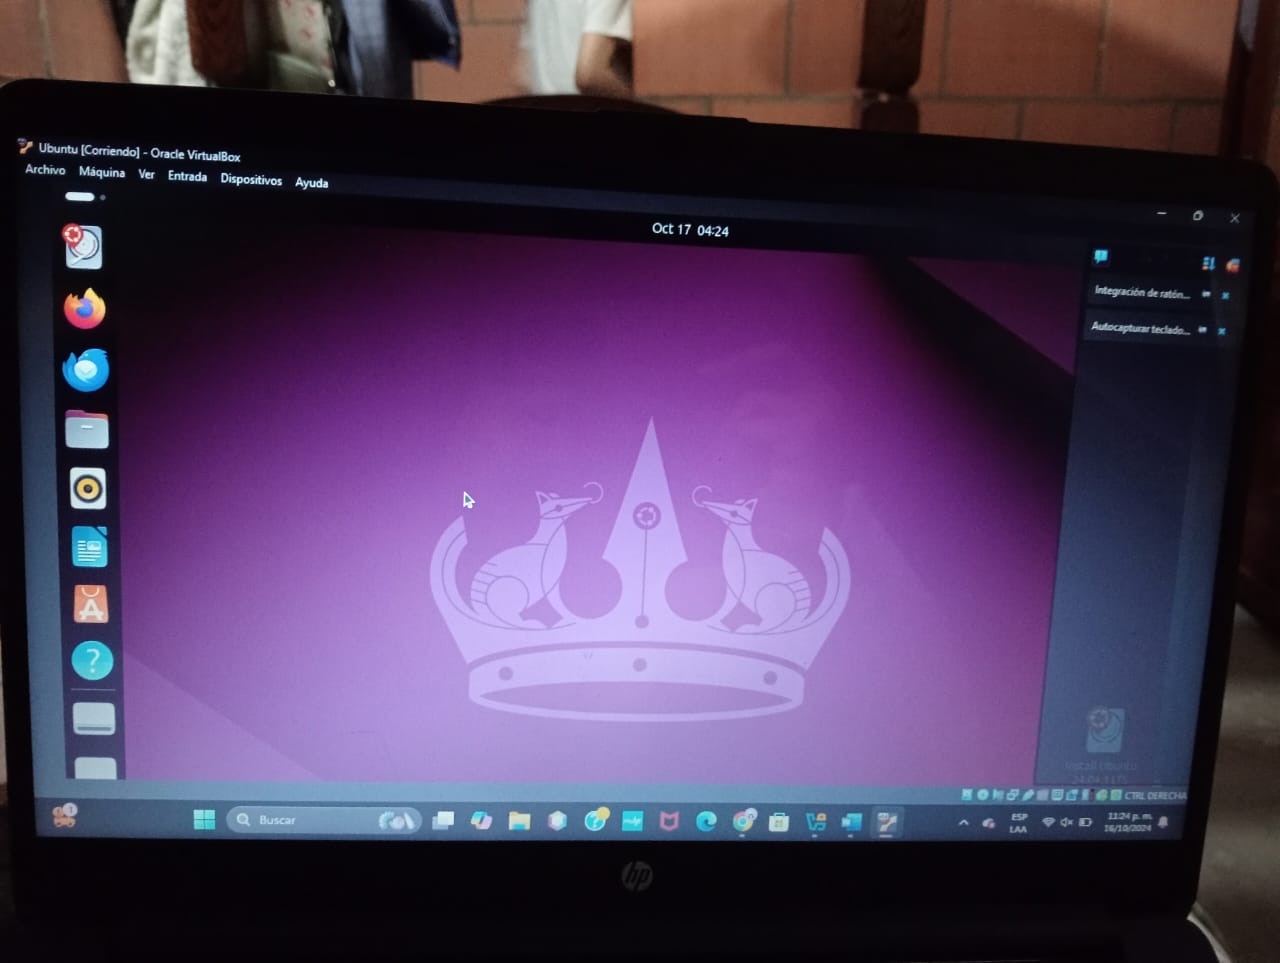 Ubuntu [Corriendo] - Oracle VirtualBox
Archivo Máquina Ver Entrada Dispositivos Ayuda
Oct 17 04:24
Integración de ratón...
Autocapturar teclado...
Install Ubuntu
24.04.1 LTS
CTRL DERECHA
Buscar
ESP
LAA
11:24 p. m.
16/10/2024
hp